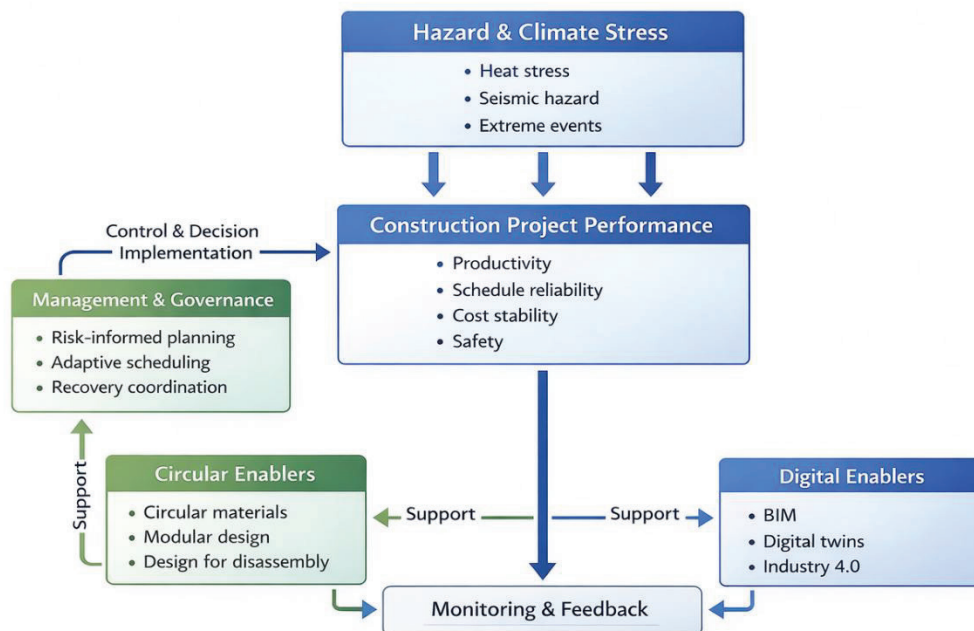 Hazard & Climate Stress
• Heat stress
• Seismic hazard
• Extreme events
Construction Project Performance
• Productivity
• Schedule reliability
• Cost stability
• Safety
Control & Decision
Implementation
Management & Governance
• Risk-informed planning
• Adaptive scheduling
• Recovery coordination
Support
Circular Enablers
• Circular materials
• Modular design
• Design for disassembly
Support
Support
Digital Enablers
• BIM
• Digital twins
• Industry 4.0
Monitoring & Feedback